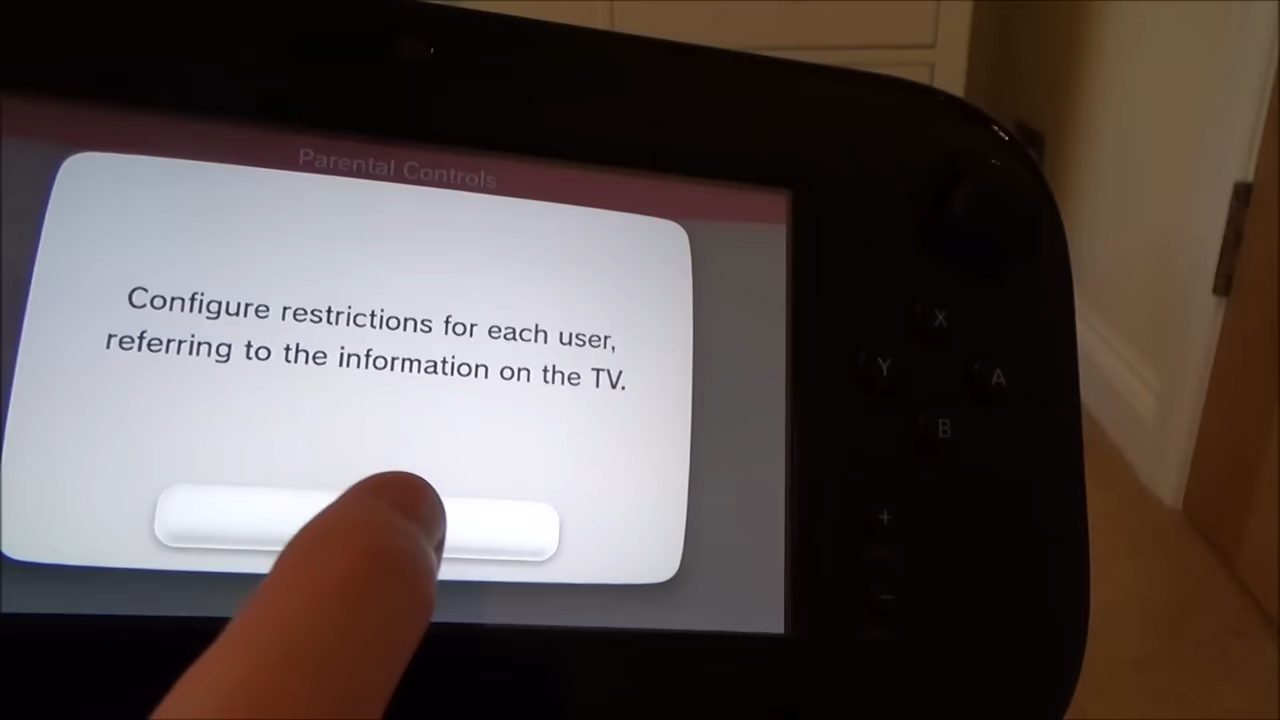 Parental Controls
Configure restrictions for each user,
referring to the information on the TV.
X
Y
A
B
+
−